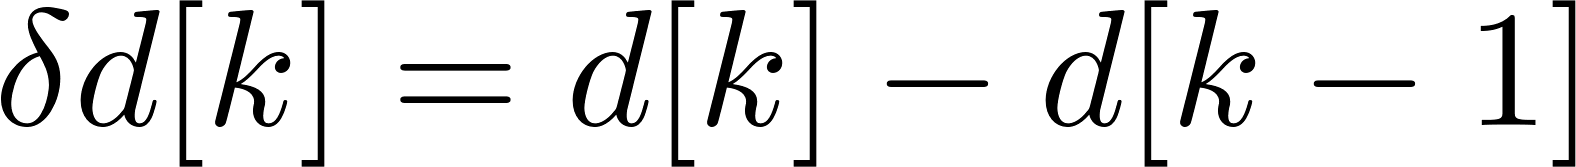 δd[k] = d[k] − d[k − 1]